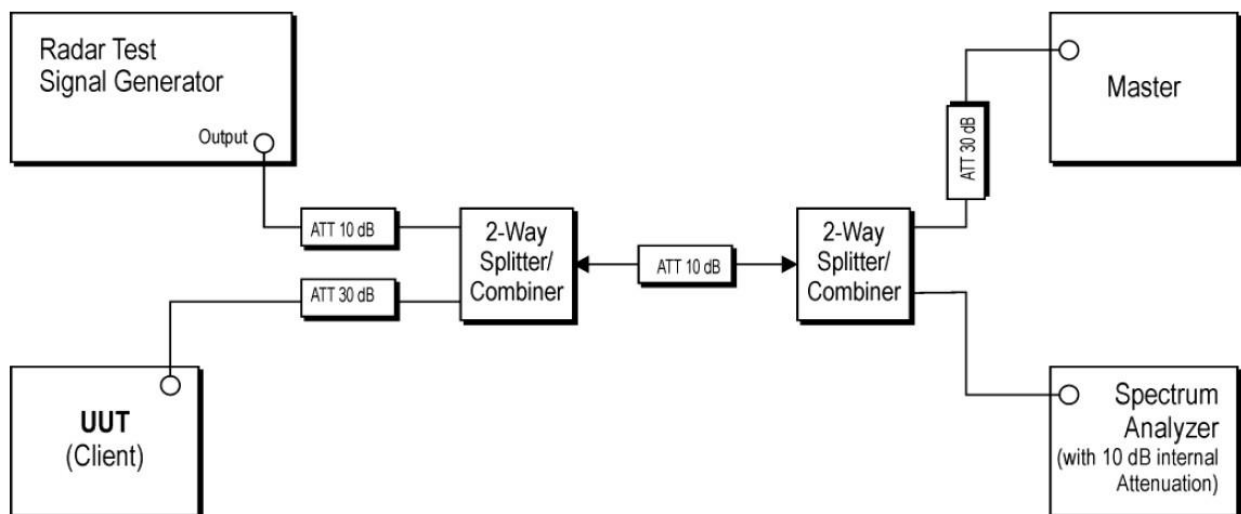 Radar Test
Signal Generator
Output
Master
ATT 30 dB
ATT 10 dB
2-Way
Splitter/
Combiner
ATT 10 dB
2-Way
Splitter/
Combiner
ATT 30 dB
UUT
(Client)
Spectrum
Analyzer
(with 10 dB internal
Attenuation)